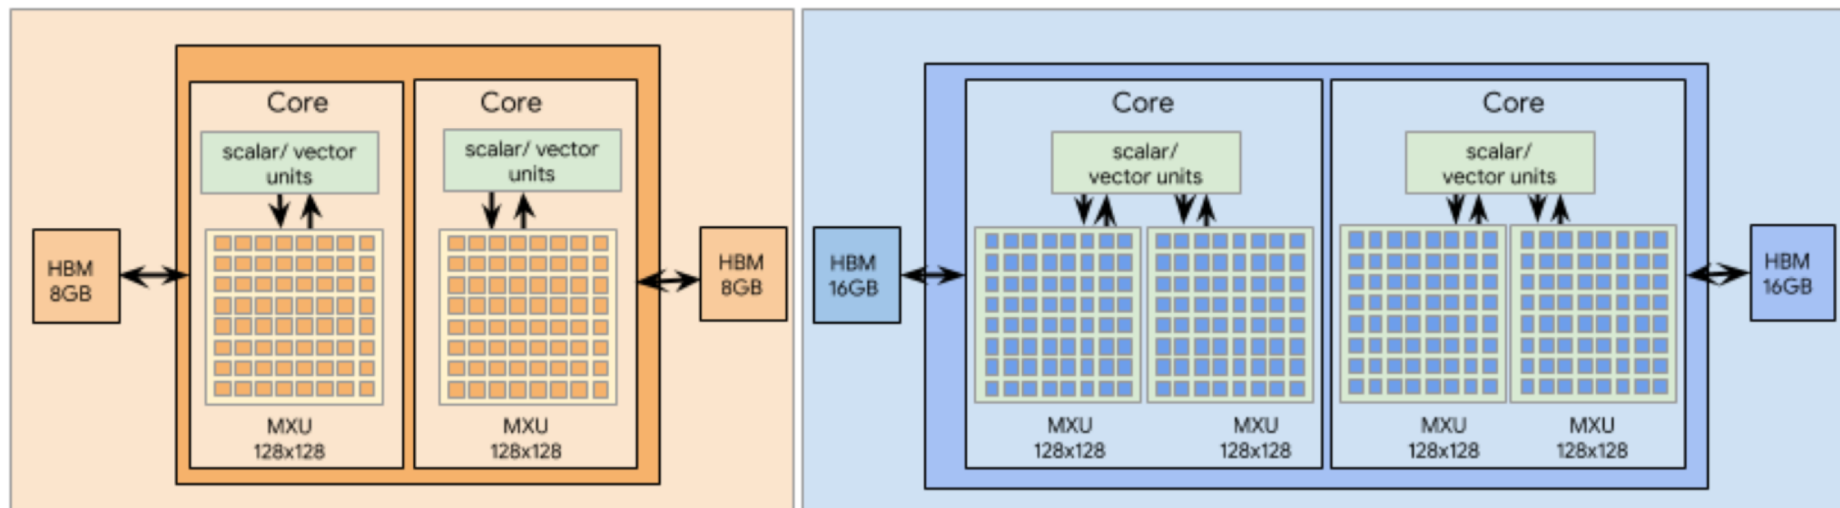 Core
scalar/ vector
units
MXU
128x128
Core
scalar/ vector
units
MXU
128x128
HBM
8GB
HBM
8GB
Core
scalar/
vector units
MXU
128x128
MXU
128x128
Core
scalar/
vector units
MXU
128x128
MXU
128x128
HBM
16GB
HBM
16GB